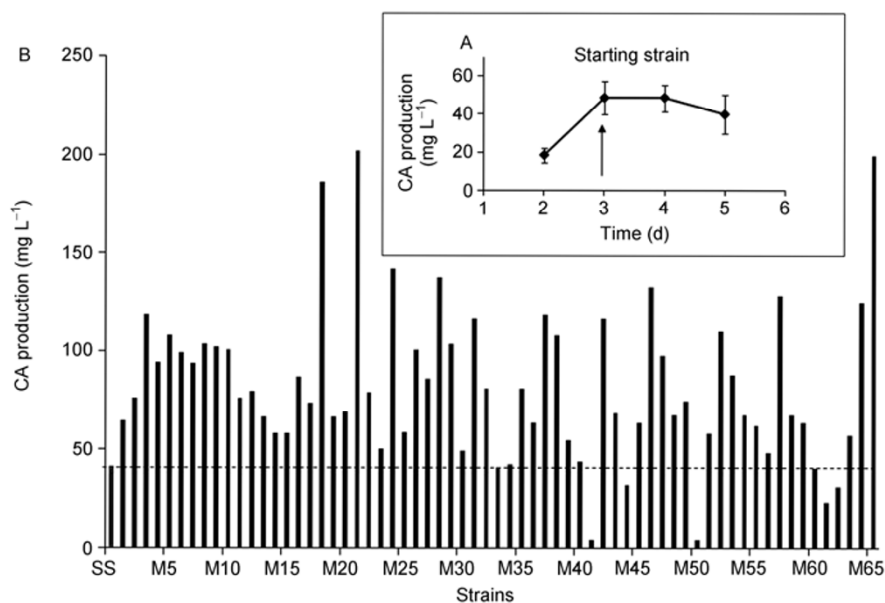 B
250
200
150
100
50
0
CA production (mg L⁻¹)
SS M5 M10 M15 M20 M25 M30 M35 M40 M45 M50 M55 M60 M65
Strains
A
Starting strain
60
40
20
0
CA production
(mg L⁻¹)
1 2 3 4 5 6
Time (d)